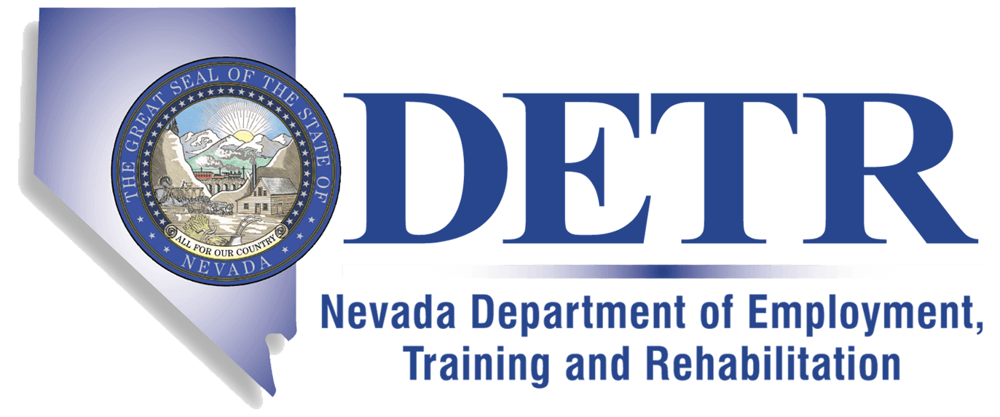 THE GREAT SEAL OF THE STATE OF
NEVADA
ALL FOR OUR COUNTRY
DETR
Nevada Department of Employment,
Training and Rehabilitation